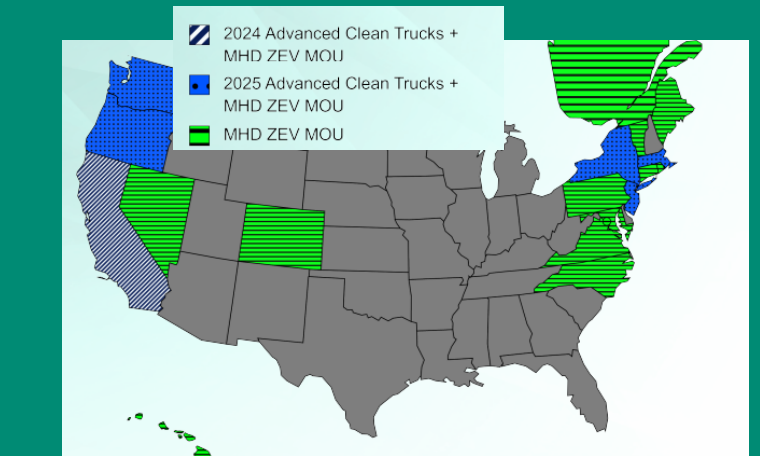 2024 Advanced Clean Trucks +
MHD ZEV MOU
2025 Advanced Clean Trucks +
MHD ZEV MOU
MHD ZEV MOU